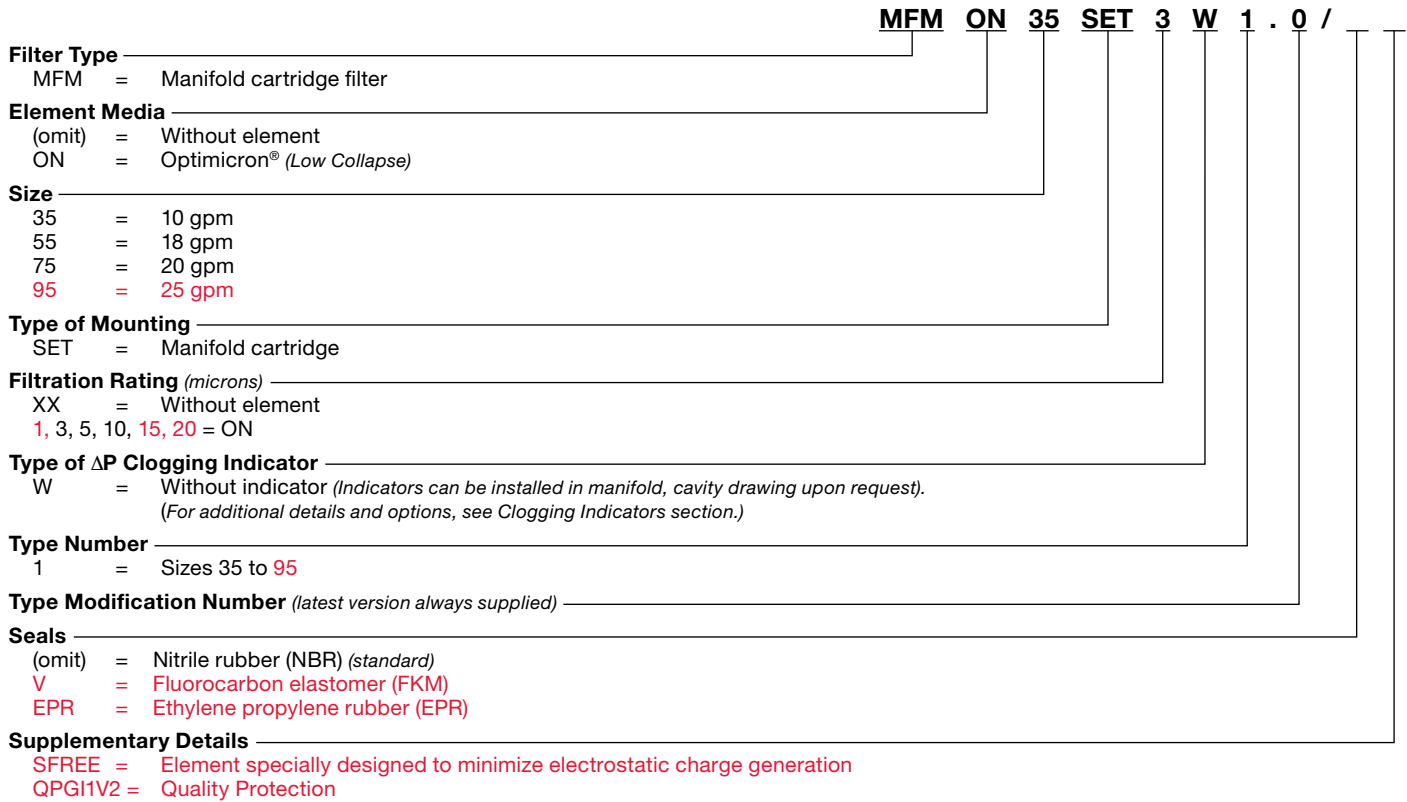 MFM ON 35 SET 3 W 1 . 0 /
Filter Type
MFM = Manifold cartridge filter
Element Media
(omit) = Without element
ON = Optimicron® (Low Collapse)
Size
35 = 10 gpm
55 = 18 gpm
75 = 20 gpm
95 = 25 gpm
Type of Mounting
SET = Manifold cartridge
Filtration Rating (microns)
XX = Without element
1, 3, 5, 10, 15, 20 = ON
Type of ΔP Clogging Indicator
W = Without indicator (Indicators can be installed in manifold, cavity drawing upon request).
(For additional details and options, see Clogging Indicators section.)
Type Number
1 = Sizes 35 to 95
Type Modification Number (latest version always supplied)
Seals
(omit) = Nitrile rubber (NBR) (standard)
V = Fluorocarbon elastomer (FKM)
EPR = Ethylene propylene rubber (EPR)
Supplementary Details
SFREE = Element specially designed to minimize electrostatic charge generation
QPGI1V2 = Quality Protection